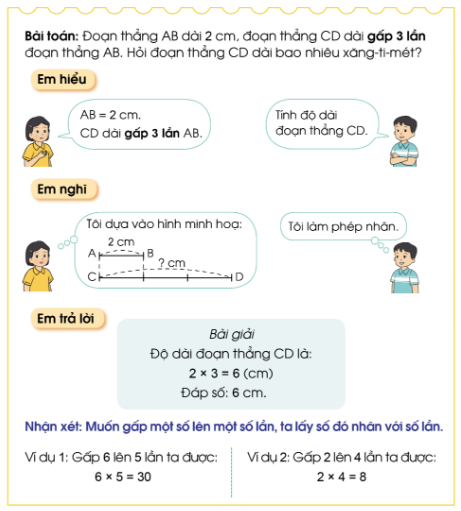 Bài toán: Đoạn thẳng AB dài 2 cm, đoạn thẳng CD dài gấp 3 lần
đoạn thẳng AB. Hỏi đoạn thẳng CD dài bao nhiêu xăng-ti-mét?
Em hiểu
AB = 2 cm.
CD dài gấp 3 lần AB.
Tính độ dài
đoạn thẳng CD.
Em nghĩ
Tôi dựa vào hình minh hoạ:
2 cm
A B
? cm
C D
Tôi làm phép nhân.
Em trả lời
Bài giải
Độ dài đoạn thẳng CD là:
2 × 3 = 6 (cm)
Đáp số: 6 cm.
Nhận xét: Muốn gấp một số lên một số lần, ta lấy số đó nhân với số lần.
Ví dụ 1: Gấp 6 lên 5 lần ta được:
6 × 5 = 30
Ví dụ 2: Gấp 2 lên 4 lần ta được:
2 × 4 = 8